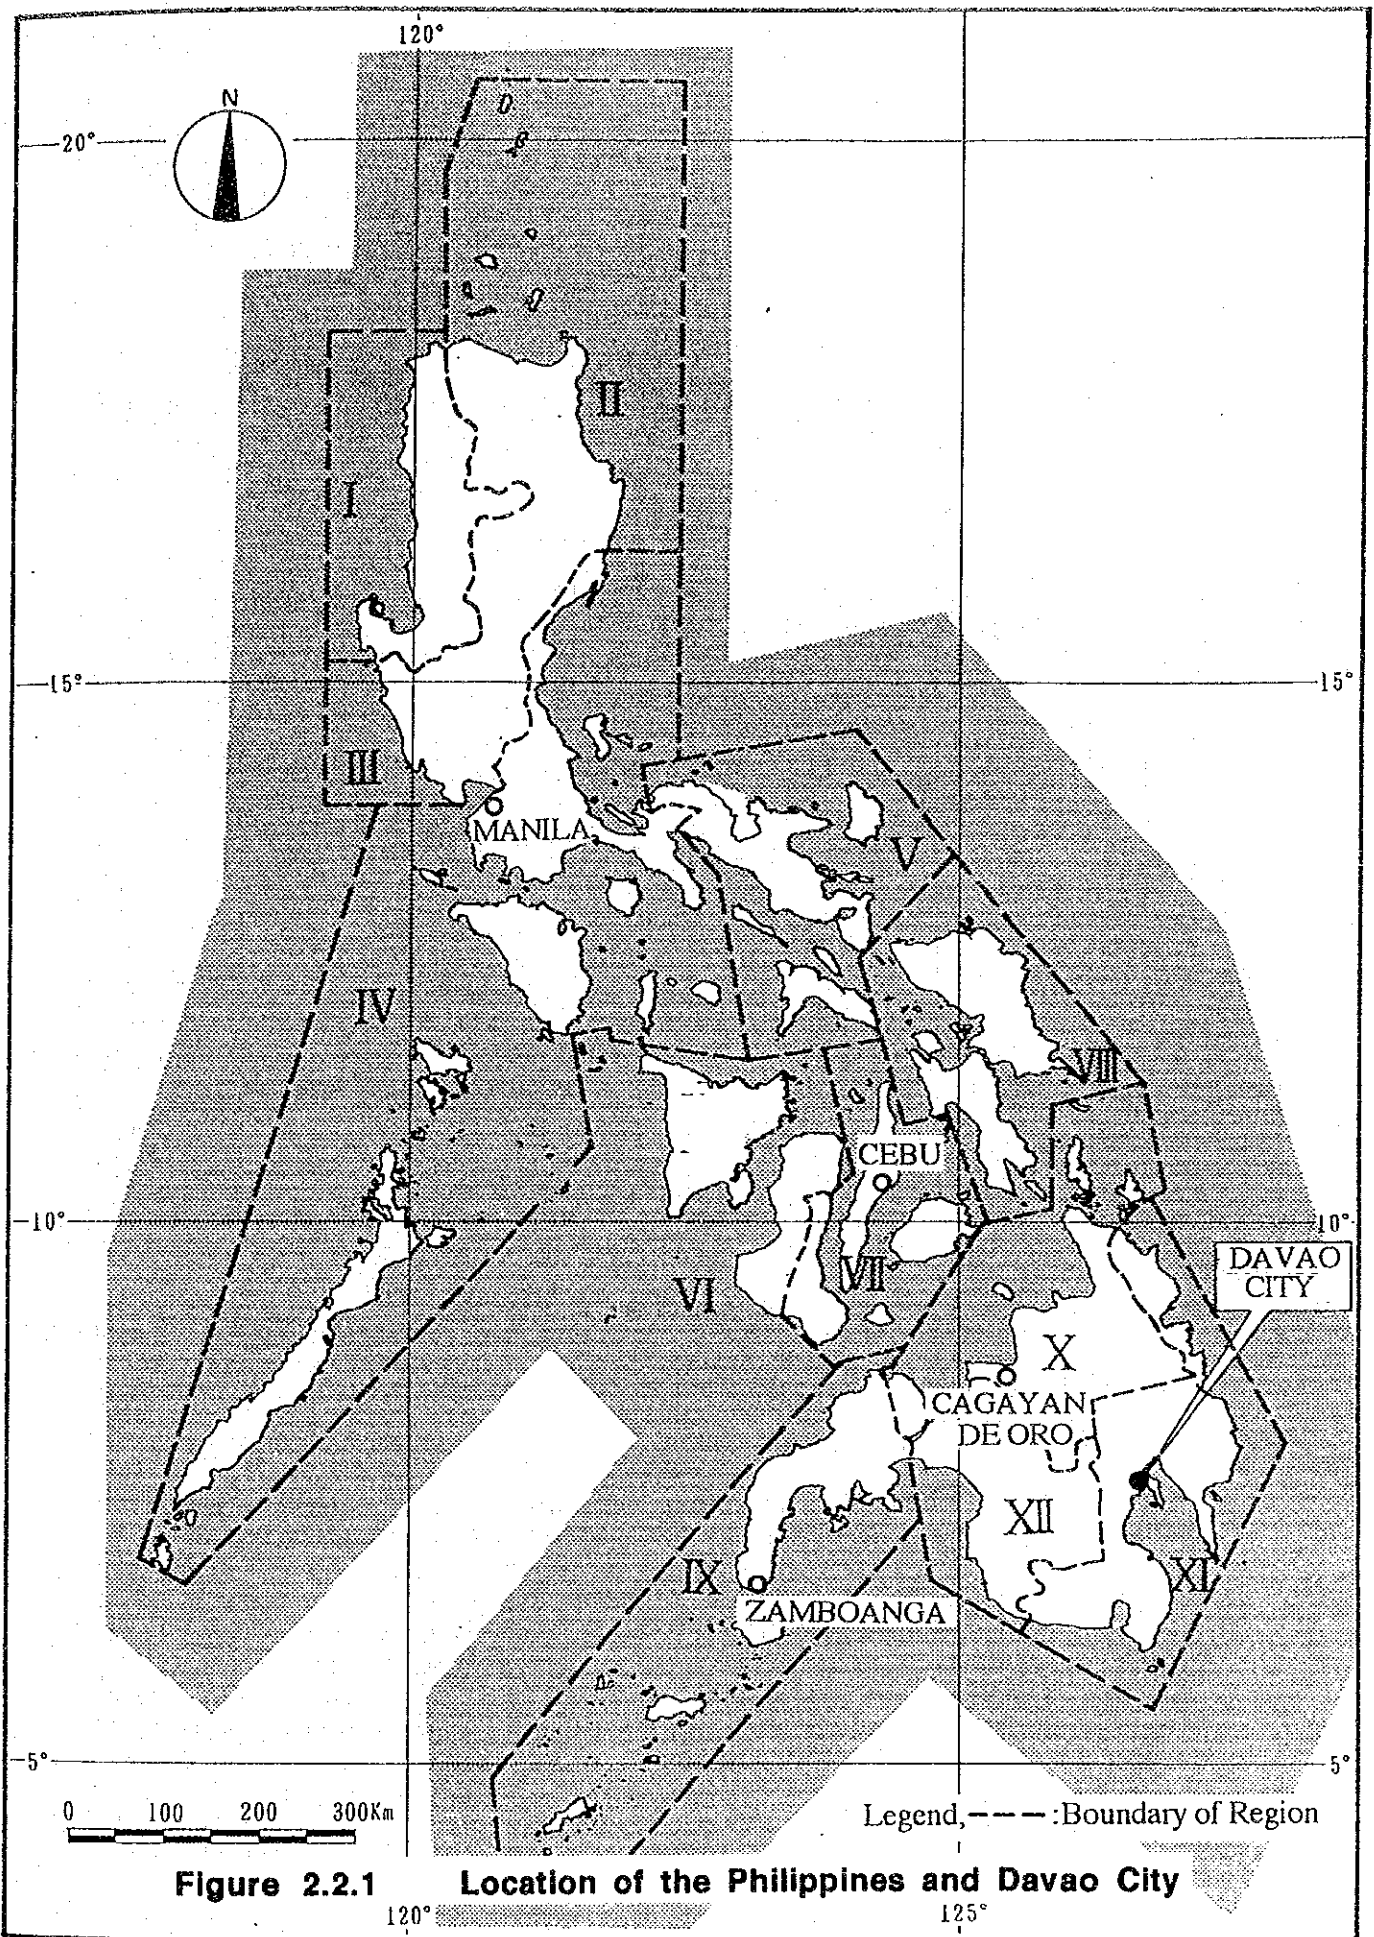 120°
N
20°
II
I
15°
15°
III
MANILA
V
IV
VIII
CEBU
10°
10°
DAVAO
CITY
VII
VI
X
CAGAYAN
DE ORO
XII
IX
XI
ZAMBOANGA
5°
5°
0 100 200 300Km
Legend, ---- :Boundary of Region
Figure 2.2.1 Location of the Philippines and Davao City
120°
125°